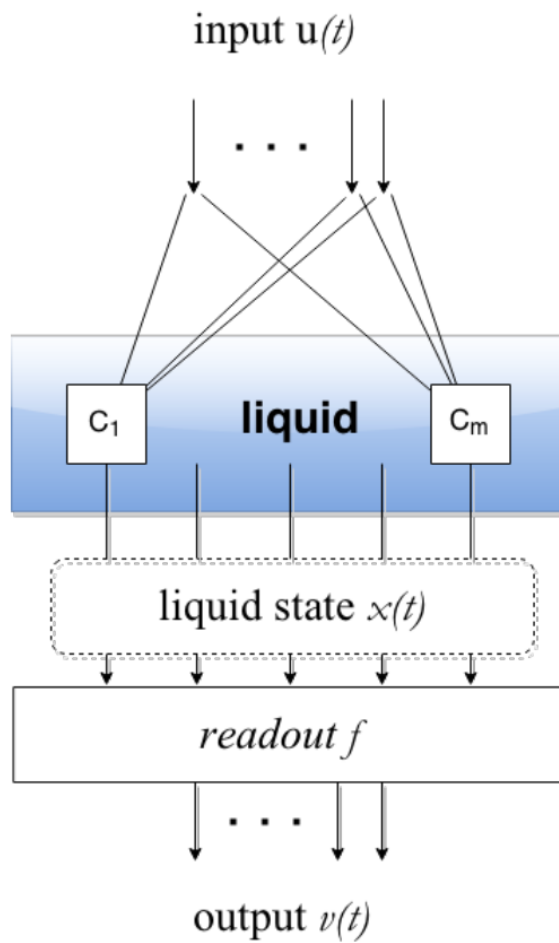 input u(t)
. . .
C₁ liquid Cₘ
liquid state x(t)
readout f
. . .
output v(t)